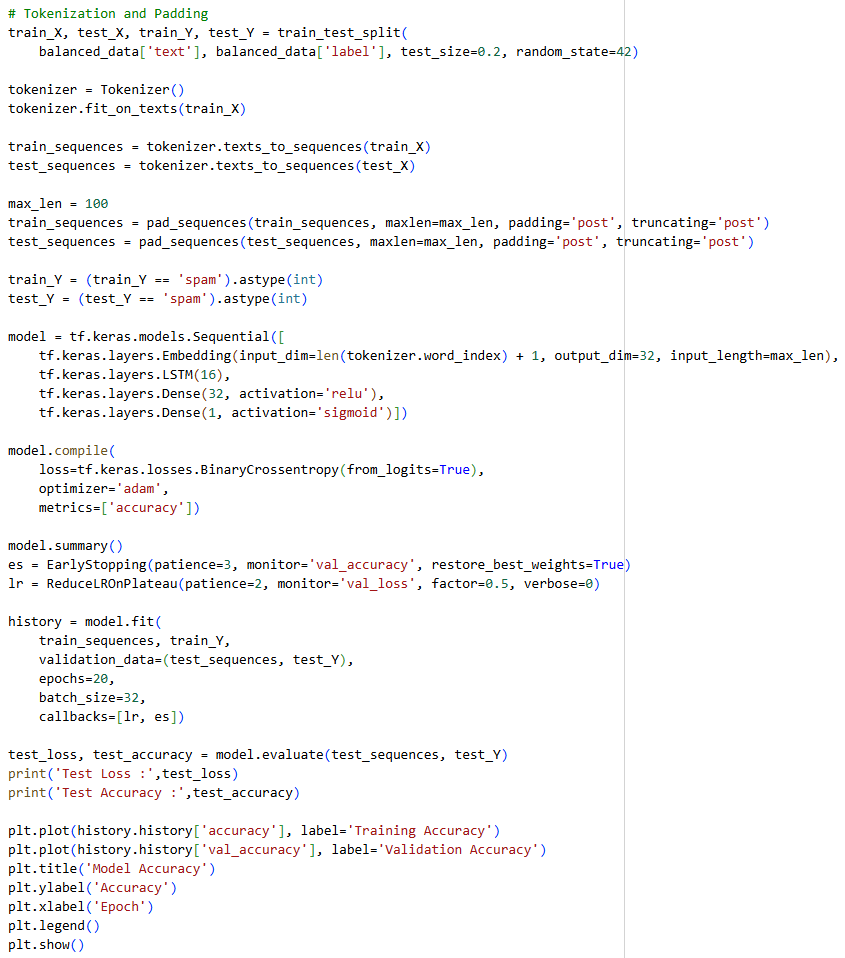 # Tokenization and Padding
train_X, test_X, train_Y, test_Y = train_test_split(
    balanced_data['text'], balanced_data['label'], test_size=0.2, random_state=42)

tokenizer = Tokenizer()
tokenizer.fit_on_texts(train_X)

train_sequences = tokenizer.texts_to_sequences(train_X)
test_sequences = tokenizer.texts_to_sequences(test_X)

max_len = 100
train_sequences = pad_sequences(train_sequences, maxlen=max_len, padding='post', truncating='post')
test_sequences = pad_sequences(test_sequences, maxlen=max_len, padding='post', truncating='post')

train_Y = (train_Y == 'spam').astype(int)
test_Y = (test_Y == 'spam').astype(int)

model = tf.keras.models.Sequential([
    tf.keras.layers.Embedding(input_dim=len(tokenizer.word_index) + 1, output_dim=32, input_length=max_len),
    tf.keras.layers.LSTM(16),
    tf.keras.layers.Dense(32, activation='relu'),
    tf.keras.layers.Dense(1, activation='sigmoid')])

model.compile(
    loss=tf.keras.losses.BinaryCrossentropy(from_logits=True),
    optimizer='adam',
    metrics=['accuracy'])

model.summary()
es = EarlyStopping(patience=3, monitor='val_accuracy', restore_best_weights=True)
lr = ReduceLROnPlateau(patience=2, monitor='val_loss', factor=0.5, verbose=0)

history = model.fit(
    train_sequences, train_Y,
    validation_data=(test_sequences, test_Y),
    epochs=20,
    batch_size=32,
    callbacks=[lr, es])

test_loss, test_accuracy = model.evaluate(test_sequences, test_Y)
print('Test Loss :',test_loss)
print('Test Accuracy :',test_accuracy)

plt.plot(history.history['accuracy'], label='Training Accuracy')
plt.plot(history.history['val_accuracy'], label='Validation Accuracy')
plt.title('Model Accuracy')
plt.ylabel('Accuracy')
plt.xlabel('Epoch')
plt.legend()
plt.show()